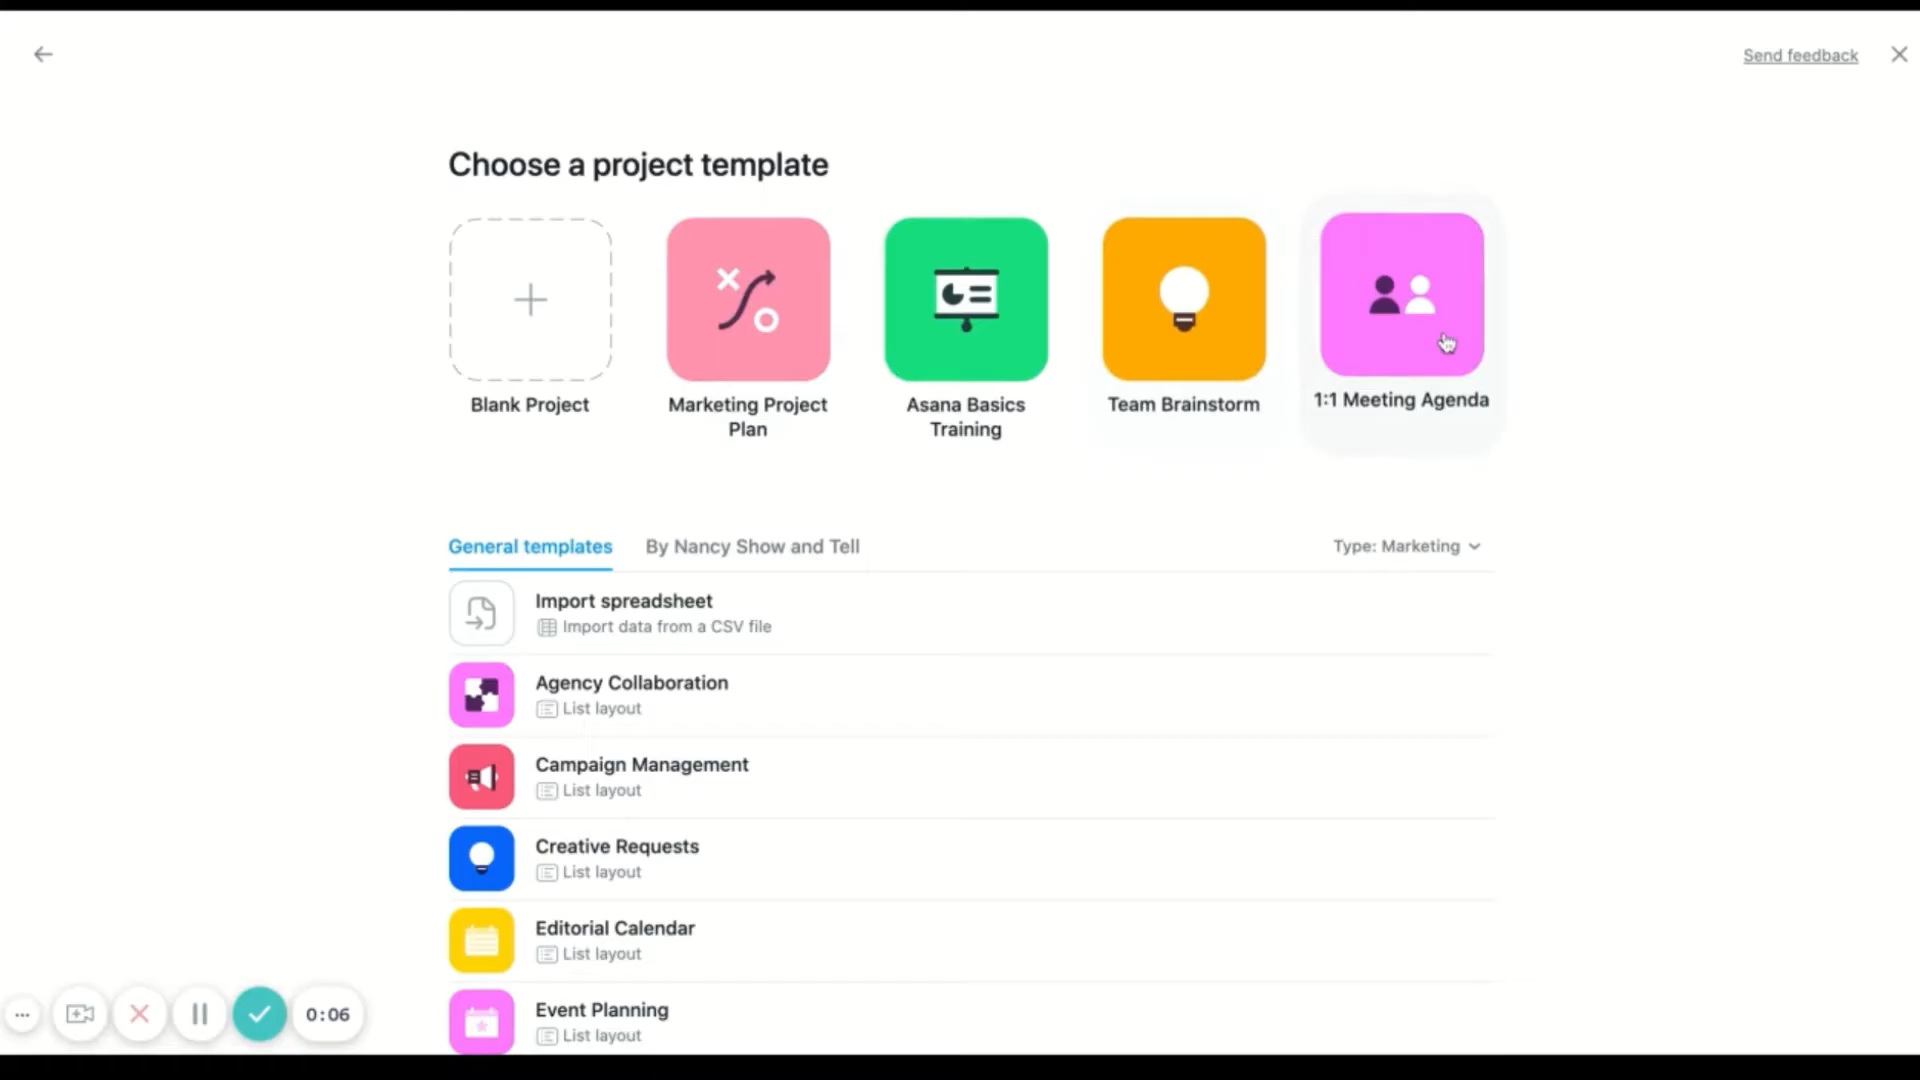 Send feedback
Choose a project template
Blank Project
Marketing Project
Plan
Asana Basics
Training
Team Brainstorm
1:1 Meeting Agenda
General templates
By Nancy Show and Tell
Type: Marketing
Import spreadsheet
Import data from a CSV file
Agency Collaboration
List layout
Campaign Management
List layout
Creative Requests
List layout
Editorial Calendar
List layout
Event Planning
List layout
0:06